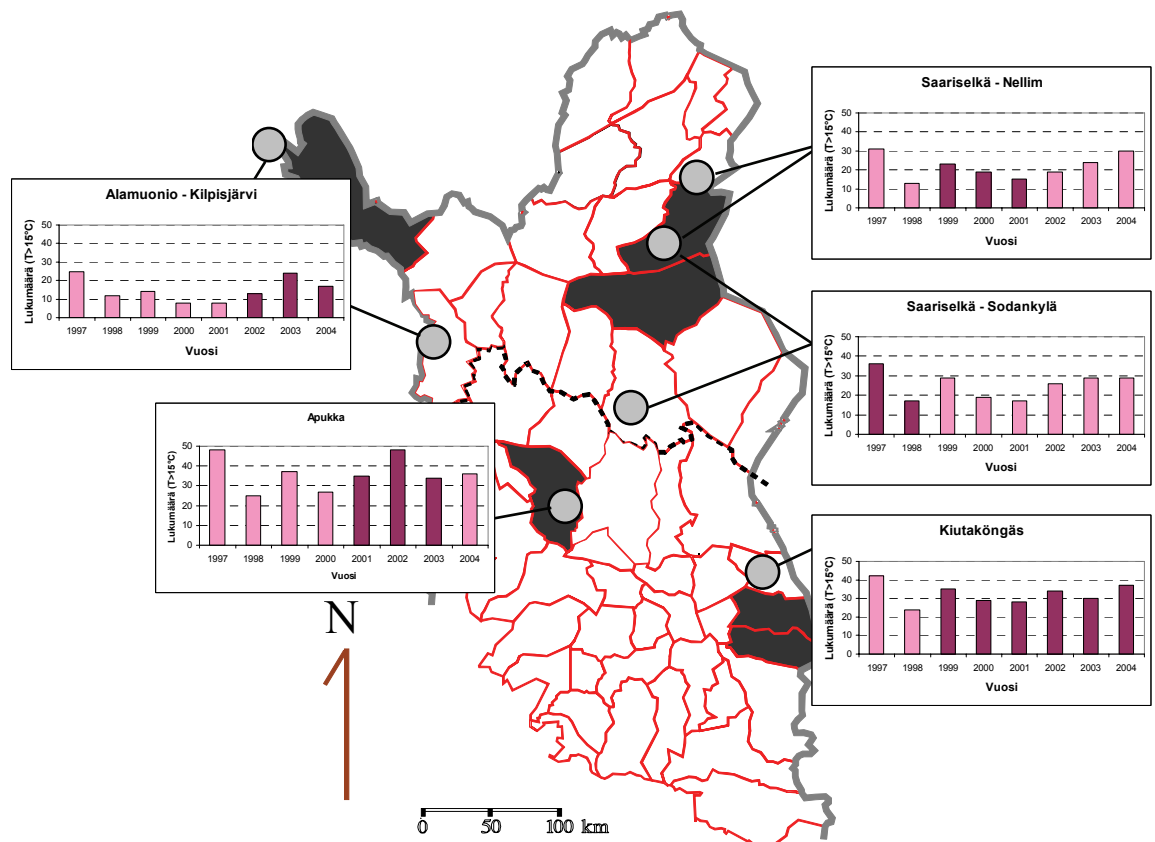 Saariselkä - Nellim
Lukumäärä (T>15°C)
50
40
30
20
10
0
1997 1998 1999 2000 2001 2002 2003 2004
Vuosi
Alamuonio - Kilpisjärvi
Lukumäärä (T>15°C)
50
40
30
20
10
0
1997 1998 1999 2000 2001 2002 2003 2004
Vuosi
Saariselkä - Sodankylä
Lukumäärä (T>15°C)
50
40
30
20
10
0
1997 1998 1999 2000 2001 2002 2003 2004
Vuosi
Apukka
Lukumäärä (T>15°C)
50
40
30
20
10
0
1997 1998 1999 2000 2001 2002 2003 2004
Vuosi
Kiutaköngäs
Lukumäärä (T>15°C)
50
40
30
20
10
0
1997 1998 1999 2000 2001 2002 2003 2004
Vuosi
N
0 50 100 km